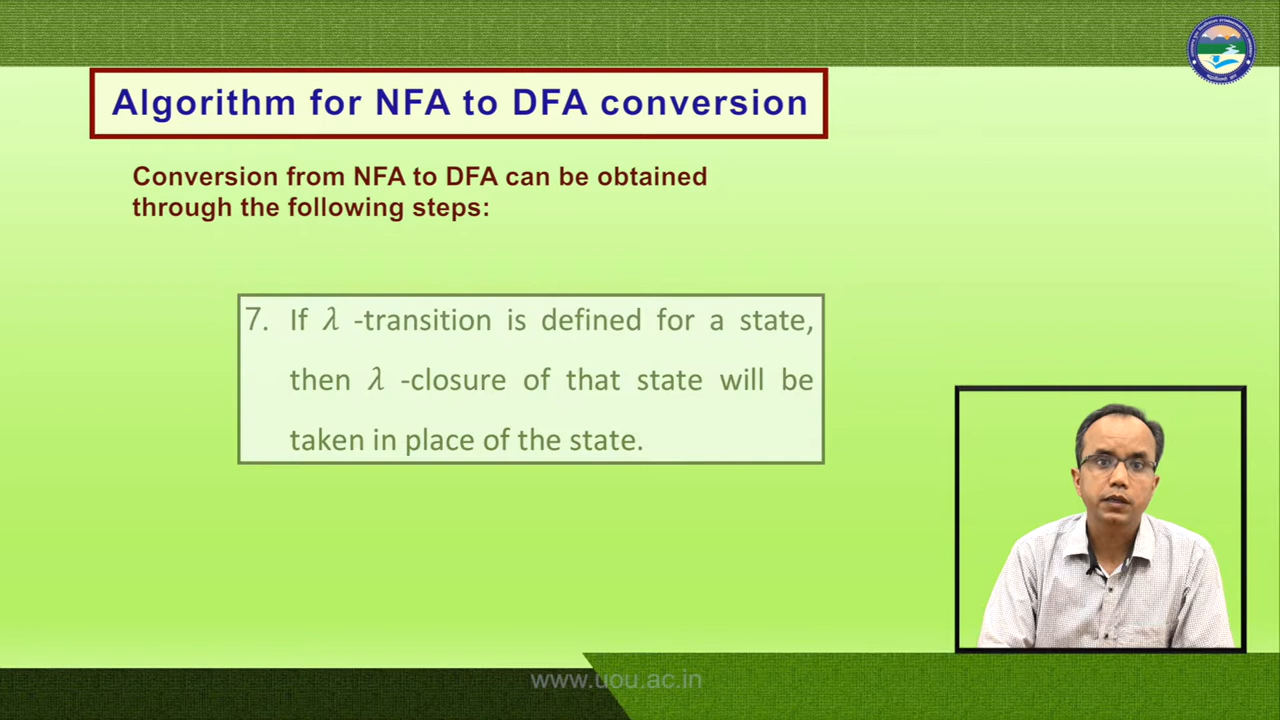 Algorithm for NFA to DFA conversion
Conversion from NFA to DFA can be obtained
through the following steps:
7. If λ -transition is defined for a state,
then λ -closure of that state will be
taken in place of the state.
www.uou.ac.in